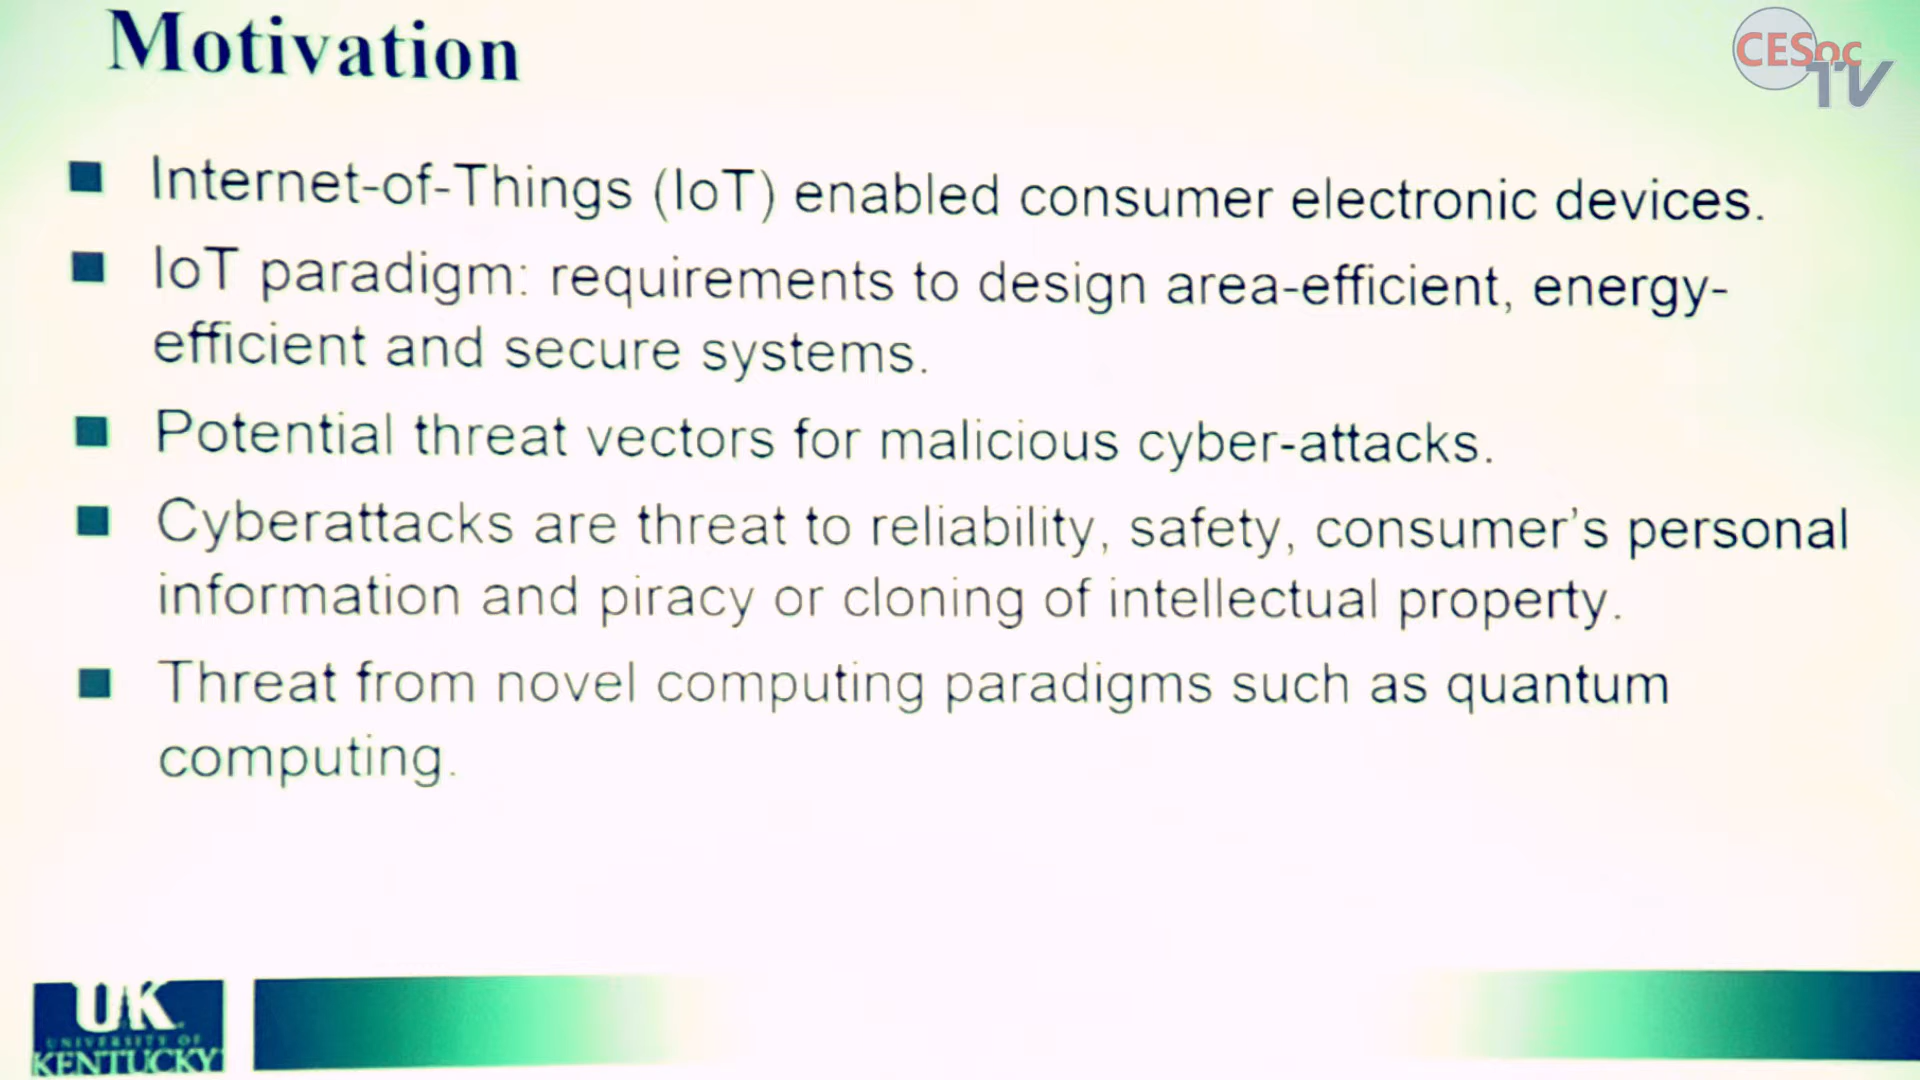 Motivation
CESoc
TV
Internet-of-Things (IoT) enabled consumer electronic devices.
IoT paradigm: requirements to design area-efficient, energy-
efficient and secure systems.
Potential threat vectors for malicious cyber-attacks.
Cyberattacks are threat to reliability, safety, consumer's personal
information and piracy or cloning of intellectual property.
Threat from novel computing paradigms such as quantum
computing.
UK
UNIVERSITY OF
KENTUCKY